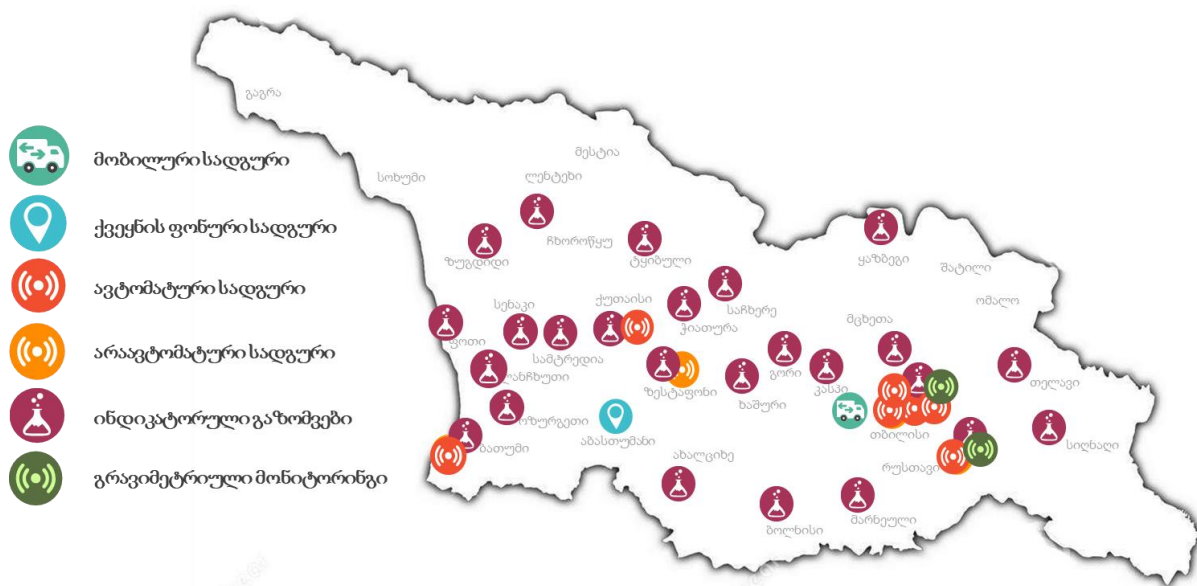 მობილური სადგური
ქვეყნის ფონური სადგური
ავტომატური სადგური
არაავტომატური სადგური
ინდიკატორული გაზომვები
გრავიმეტრიული მონიტორინგი
გაგრა
სოხუმი
მესტია
ლენტეხი
ჩხოროწყუ
ზუგდიდი
ტყიბული
ყაზბეგი
შატილი
ომალო
სენაკი
ქუთაისი
საჩხერე
ჭიათურა
მცხეთა
ფოთი
სამტრედია
ლანჩხუთი
ზესტაფონი
ხაშური
გორი
კასპი
თელავი
ოზურგეთი
აბასთუმანი
თბილისი
სიღნაღი
ბათუმი
ახალციხე
რუსთავი
ბოლნისი
მარნეული